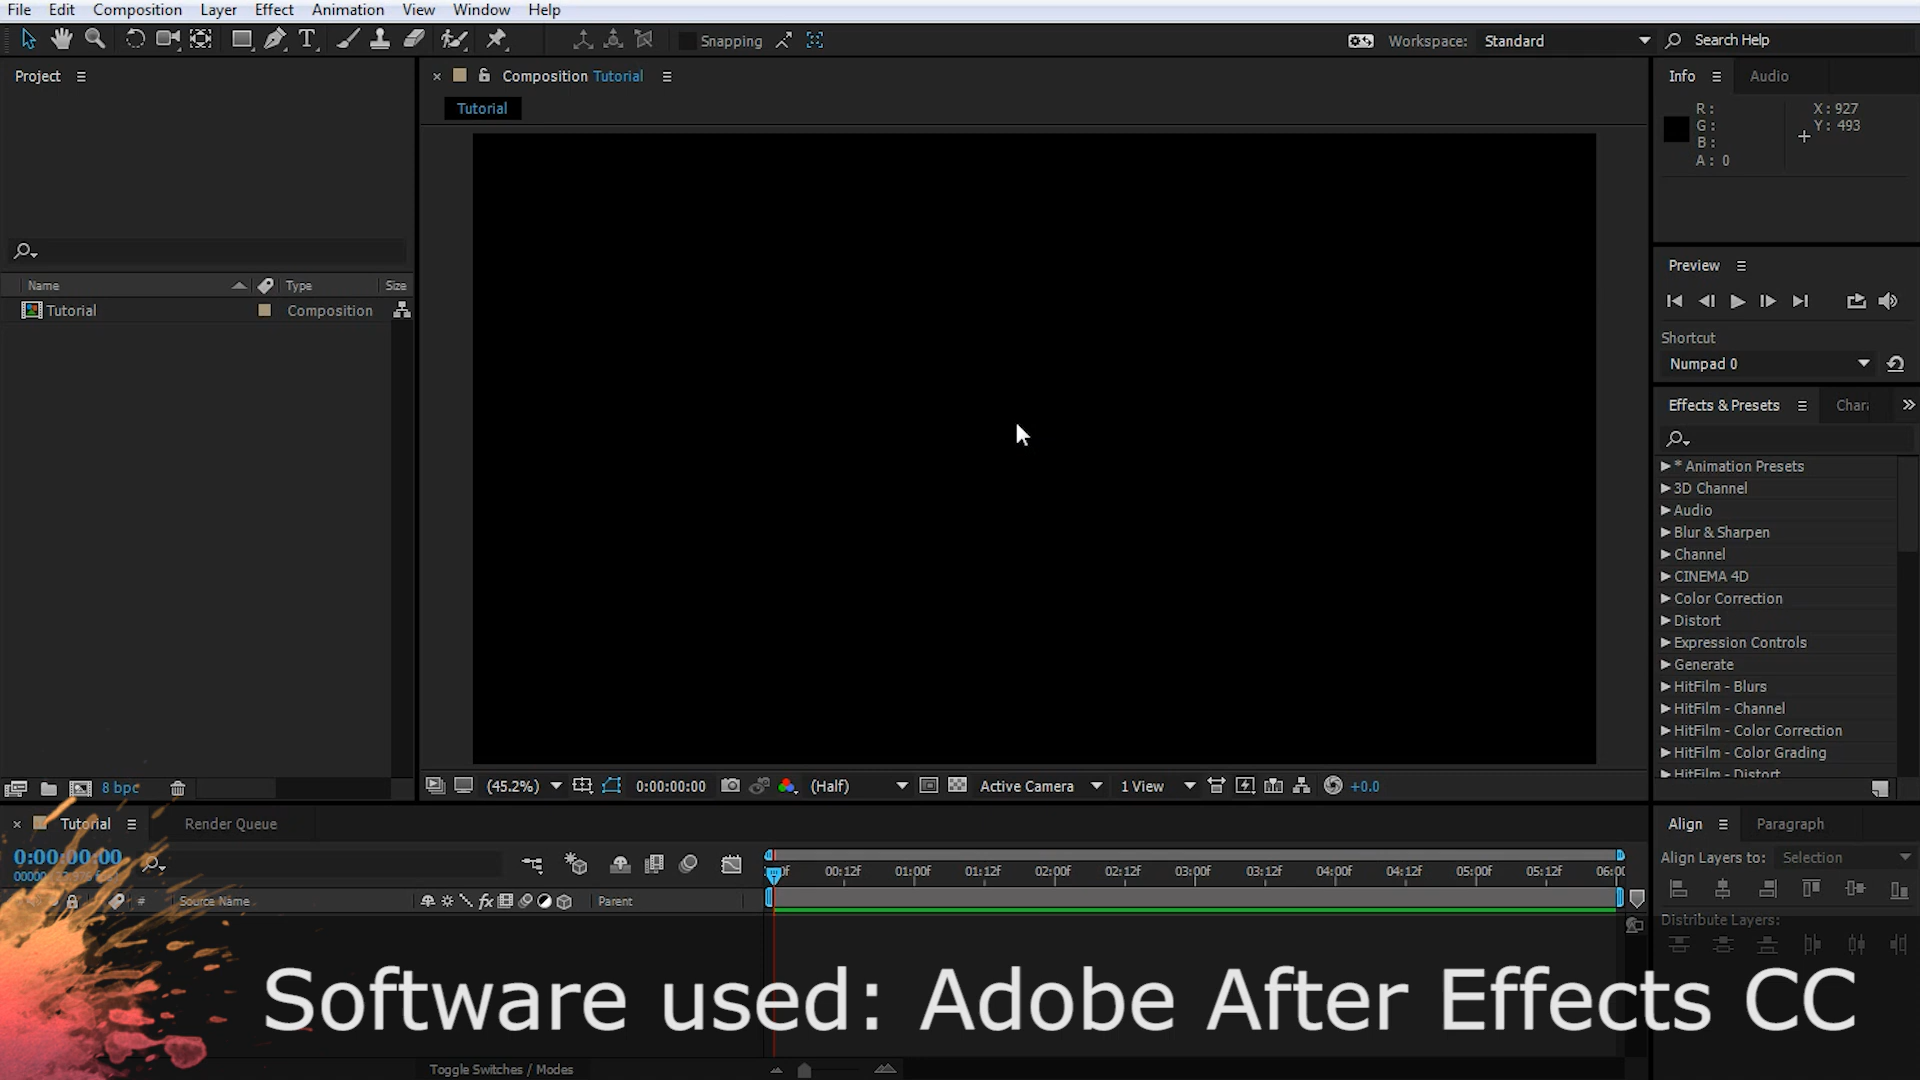 File Edit Composition Layer Effect Animation View Window Help
Snapping
Workspace: Standard
Search Help
Project
Composition Tutorial
Tutorial
Name Type Size
Tutorial Composition
8 bpc
Info Audio
R: X: 927
G: Y: 493
B:
A: 0
Preview
Shortcut
Numpad 0
Effects & Presets
* Animation Presets
3D Channel
Audio
Blur & Sharpen
Channel
CINEMA 4D
Color Correction
Distort
Expression Controls
Generate
HitFilm - Blurs
HitFilm - Channel
HitFilm - Color Correction
HitFilm - Color Grading
HitFilm - Distort
(45.2%) 0:00:00:00 (Half) Active Camera 1 View +0.0
Tutorial Render Queue
0:00:00:00
# Source Name Parent
00:12f 01:00f 01:12f 02:00f 02:12f 03:00f 03:12f 04:00f 04:12f 05:00f 05:12f
Align Paragraph
Align Layers to: Selection
Distribute Layers:
Software used: Adobe After Effects CC
Toggle Switches / Modes